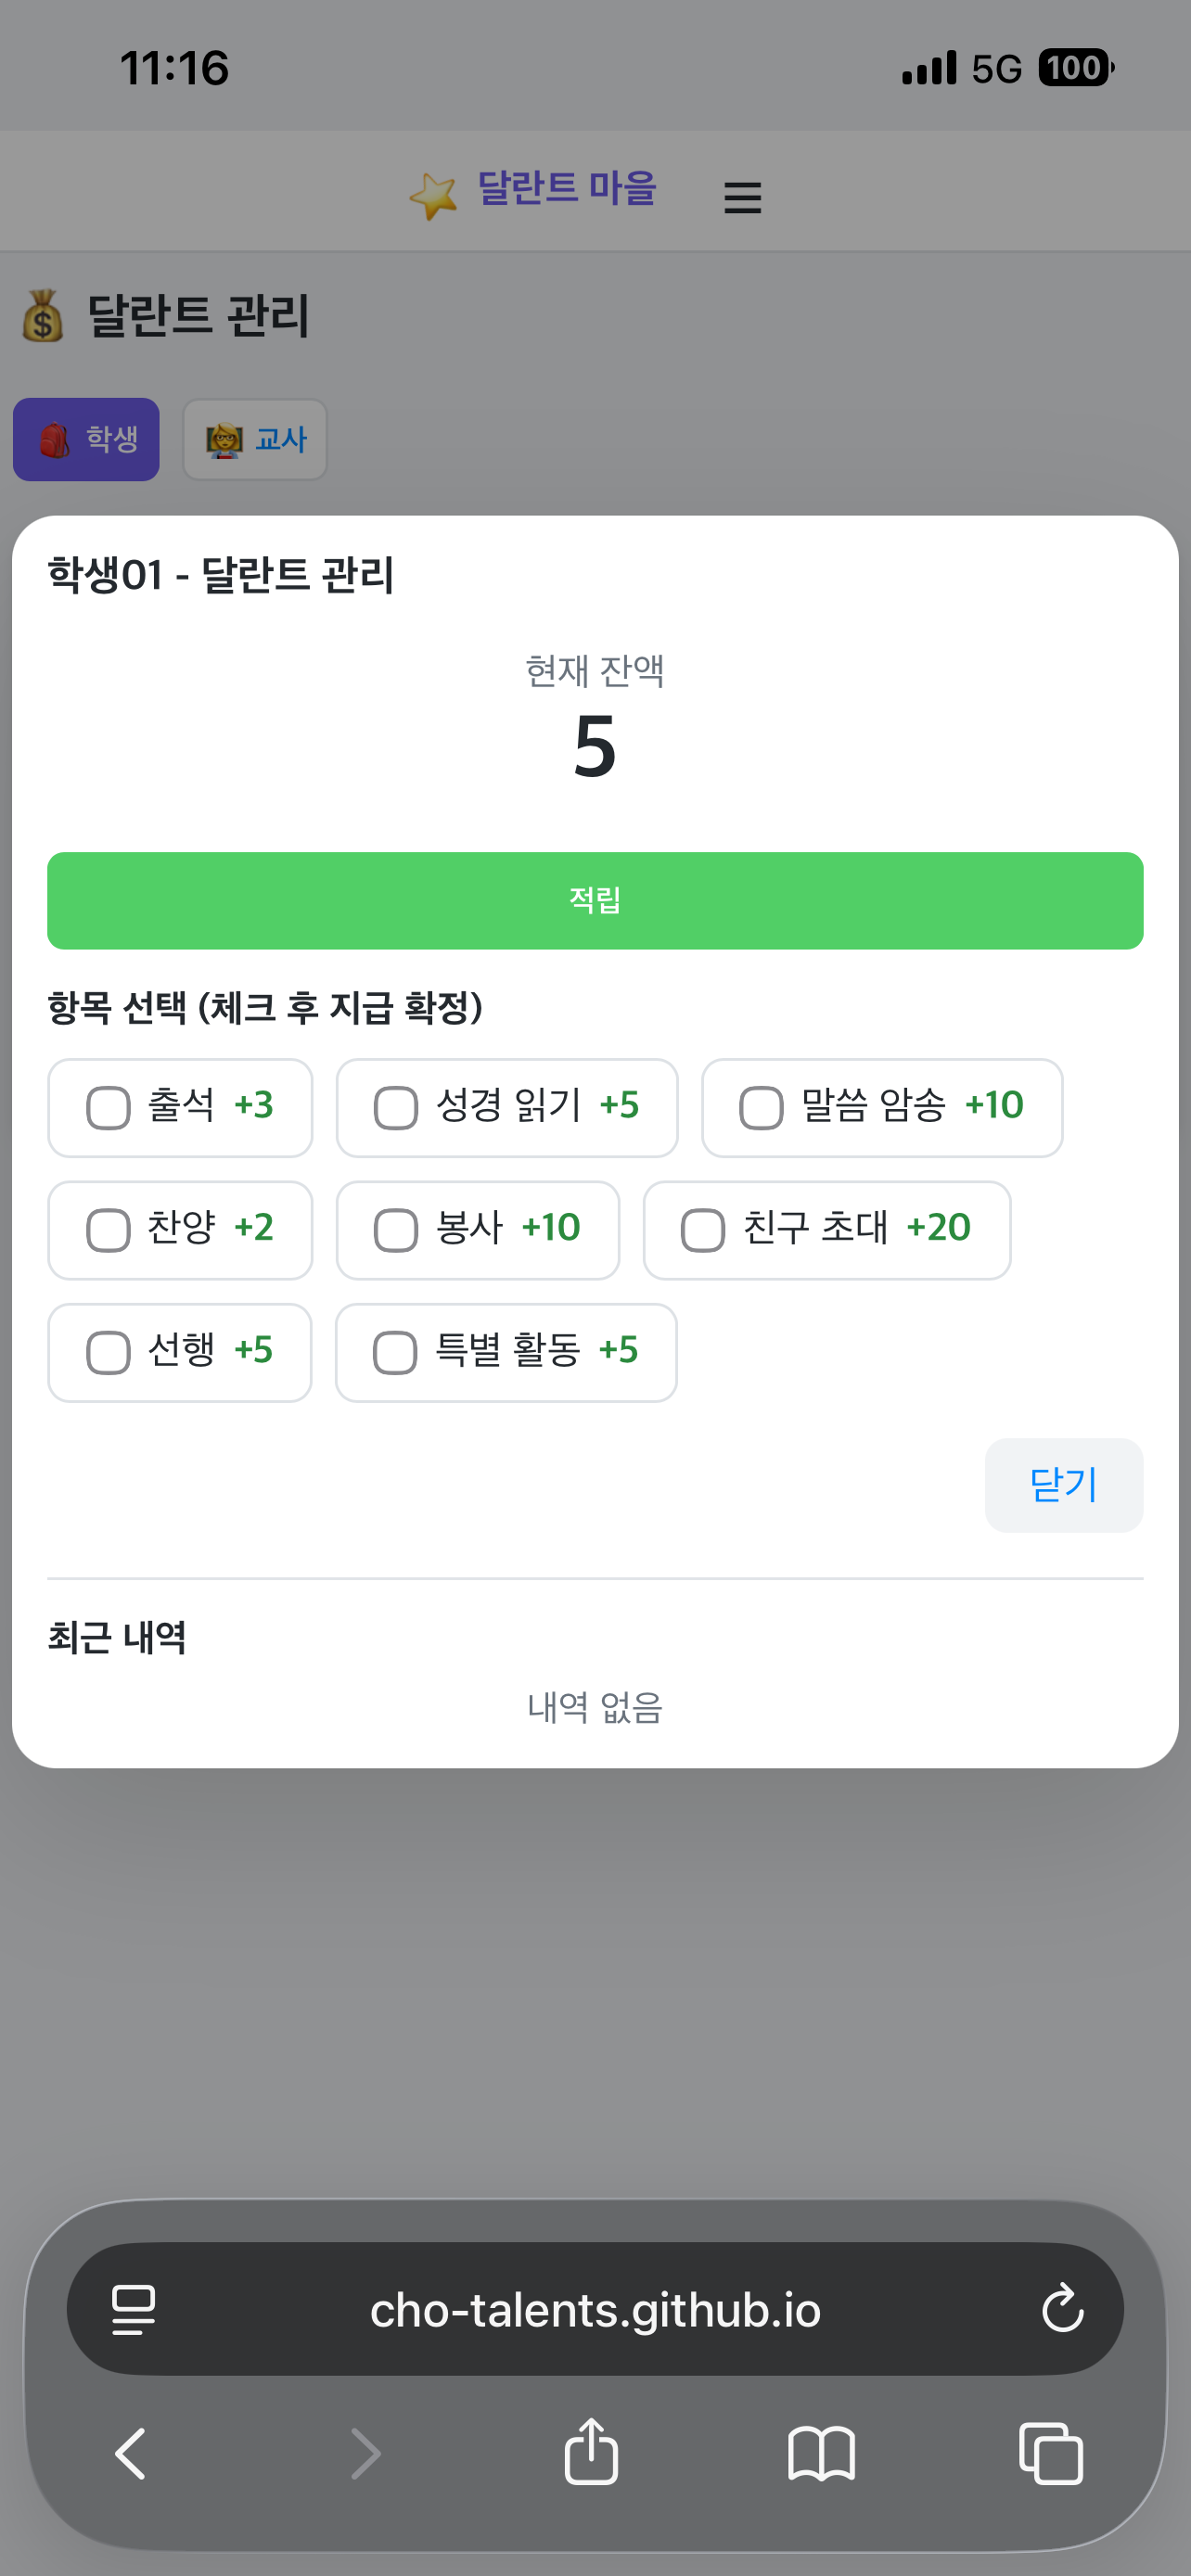 11:16 5G 100
달란트 마을
달란트 관리
학생 교사
학생01 - 달란트 관리
현재 잔액
5
적립
항목 선택 (체크 후 지급 확정)
출석 +3 성경 읽기 +5 말씀 암송 +10
찬양 +2 봉사 +10 친구 초대 +20
선행 +5 특별 활동 +5
닫기
최근 내역
내역 없음
cho-talents.github.io